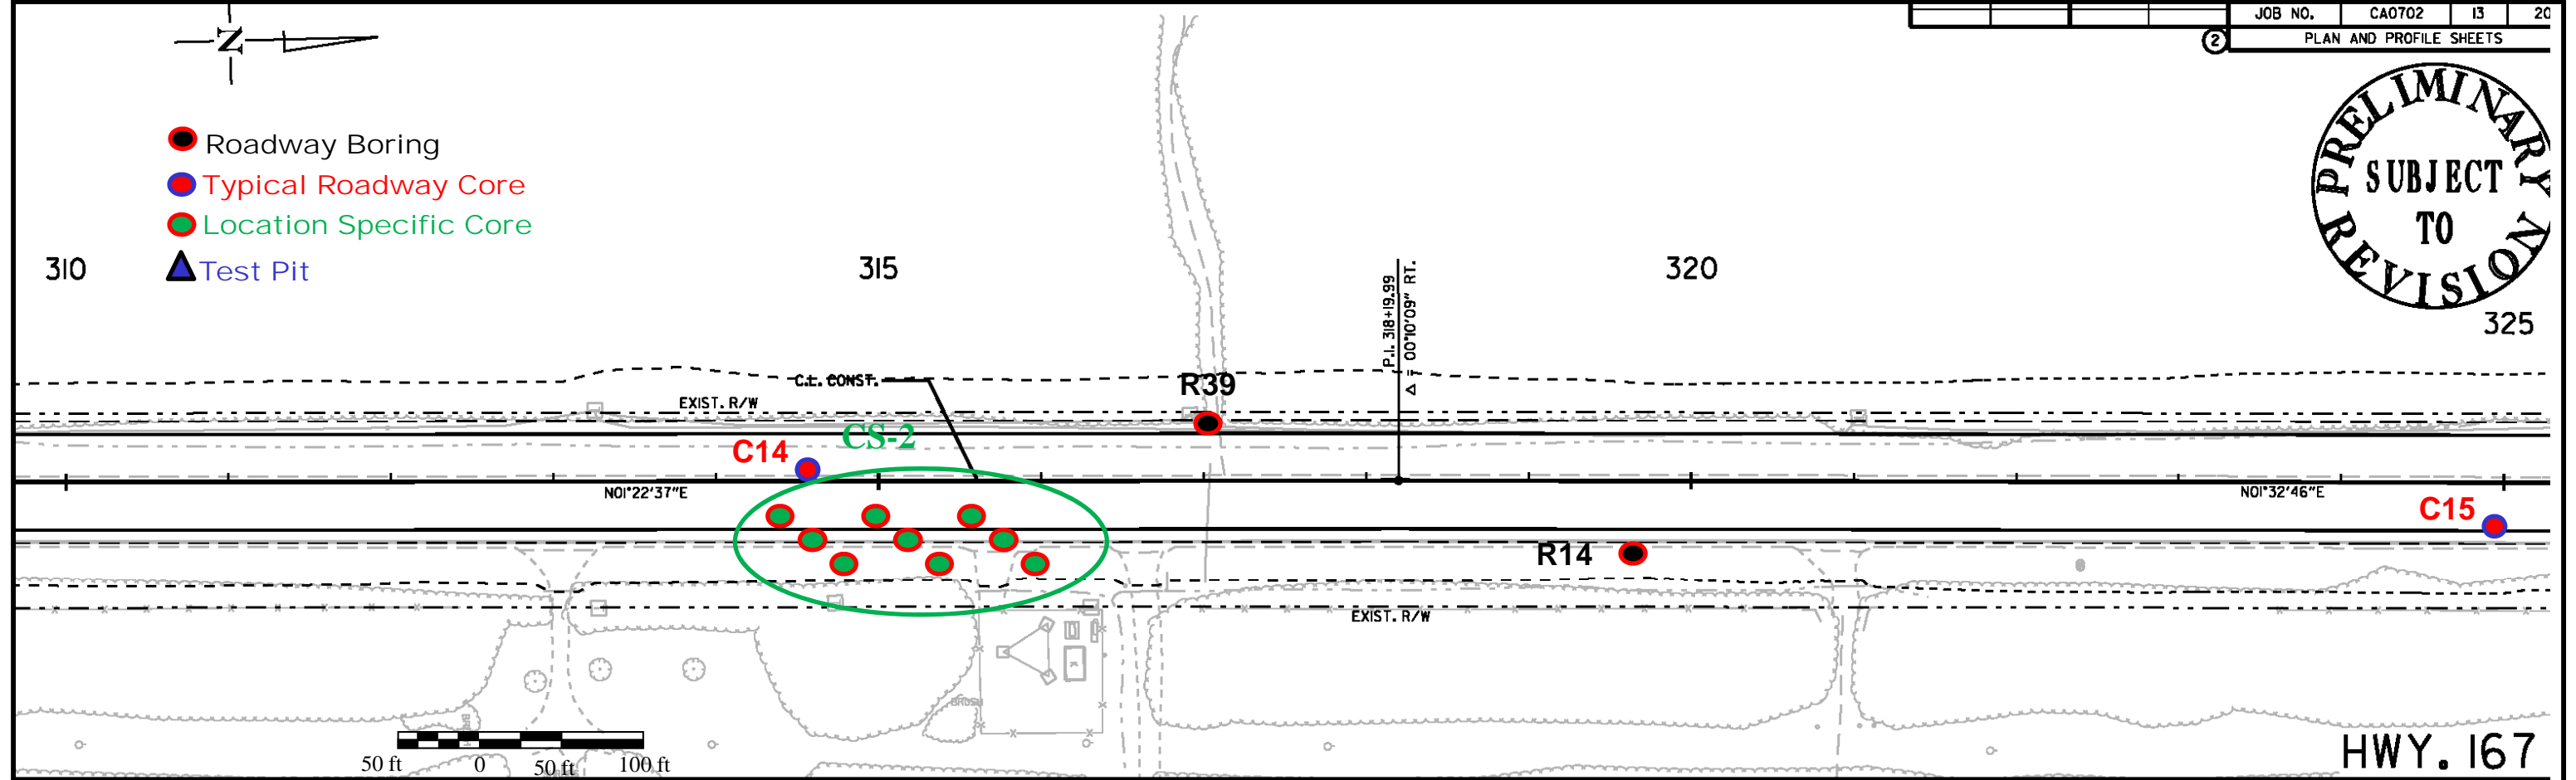 JOB NO. CA0702 13 20
2 PLAN AND PROFILE SHEETS
N
PRELIMINARY
SUBJECT
TO
REVISION
Roadway Boring
Typical Roadway Core
Location Specific Core
Test Pit
310 315 320 325
P.I. 318+19.99
Δ = 00°10'09" RT.
C.L. CONST.
R39
EXIST. R/W
CS-2
C14
N01°22'37"E
N01°32'46"E
C15
R14
EXIST. R/W
BRUSH
50 ft 0 50 ft 100 ft
HWY. 167